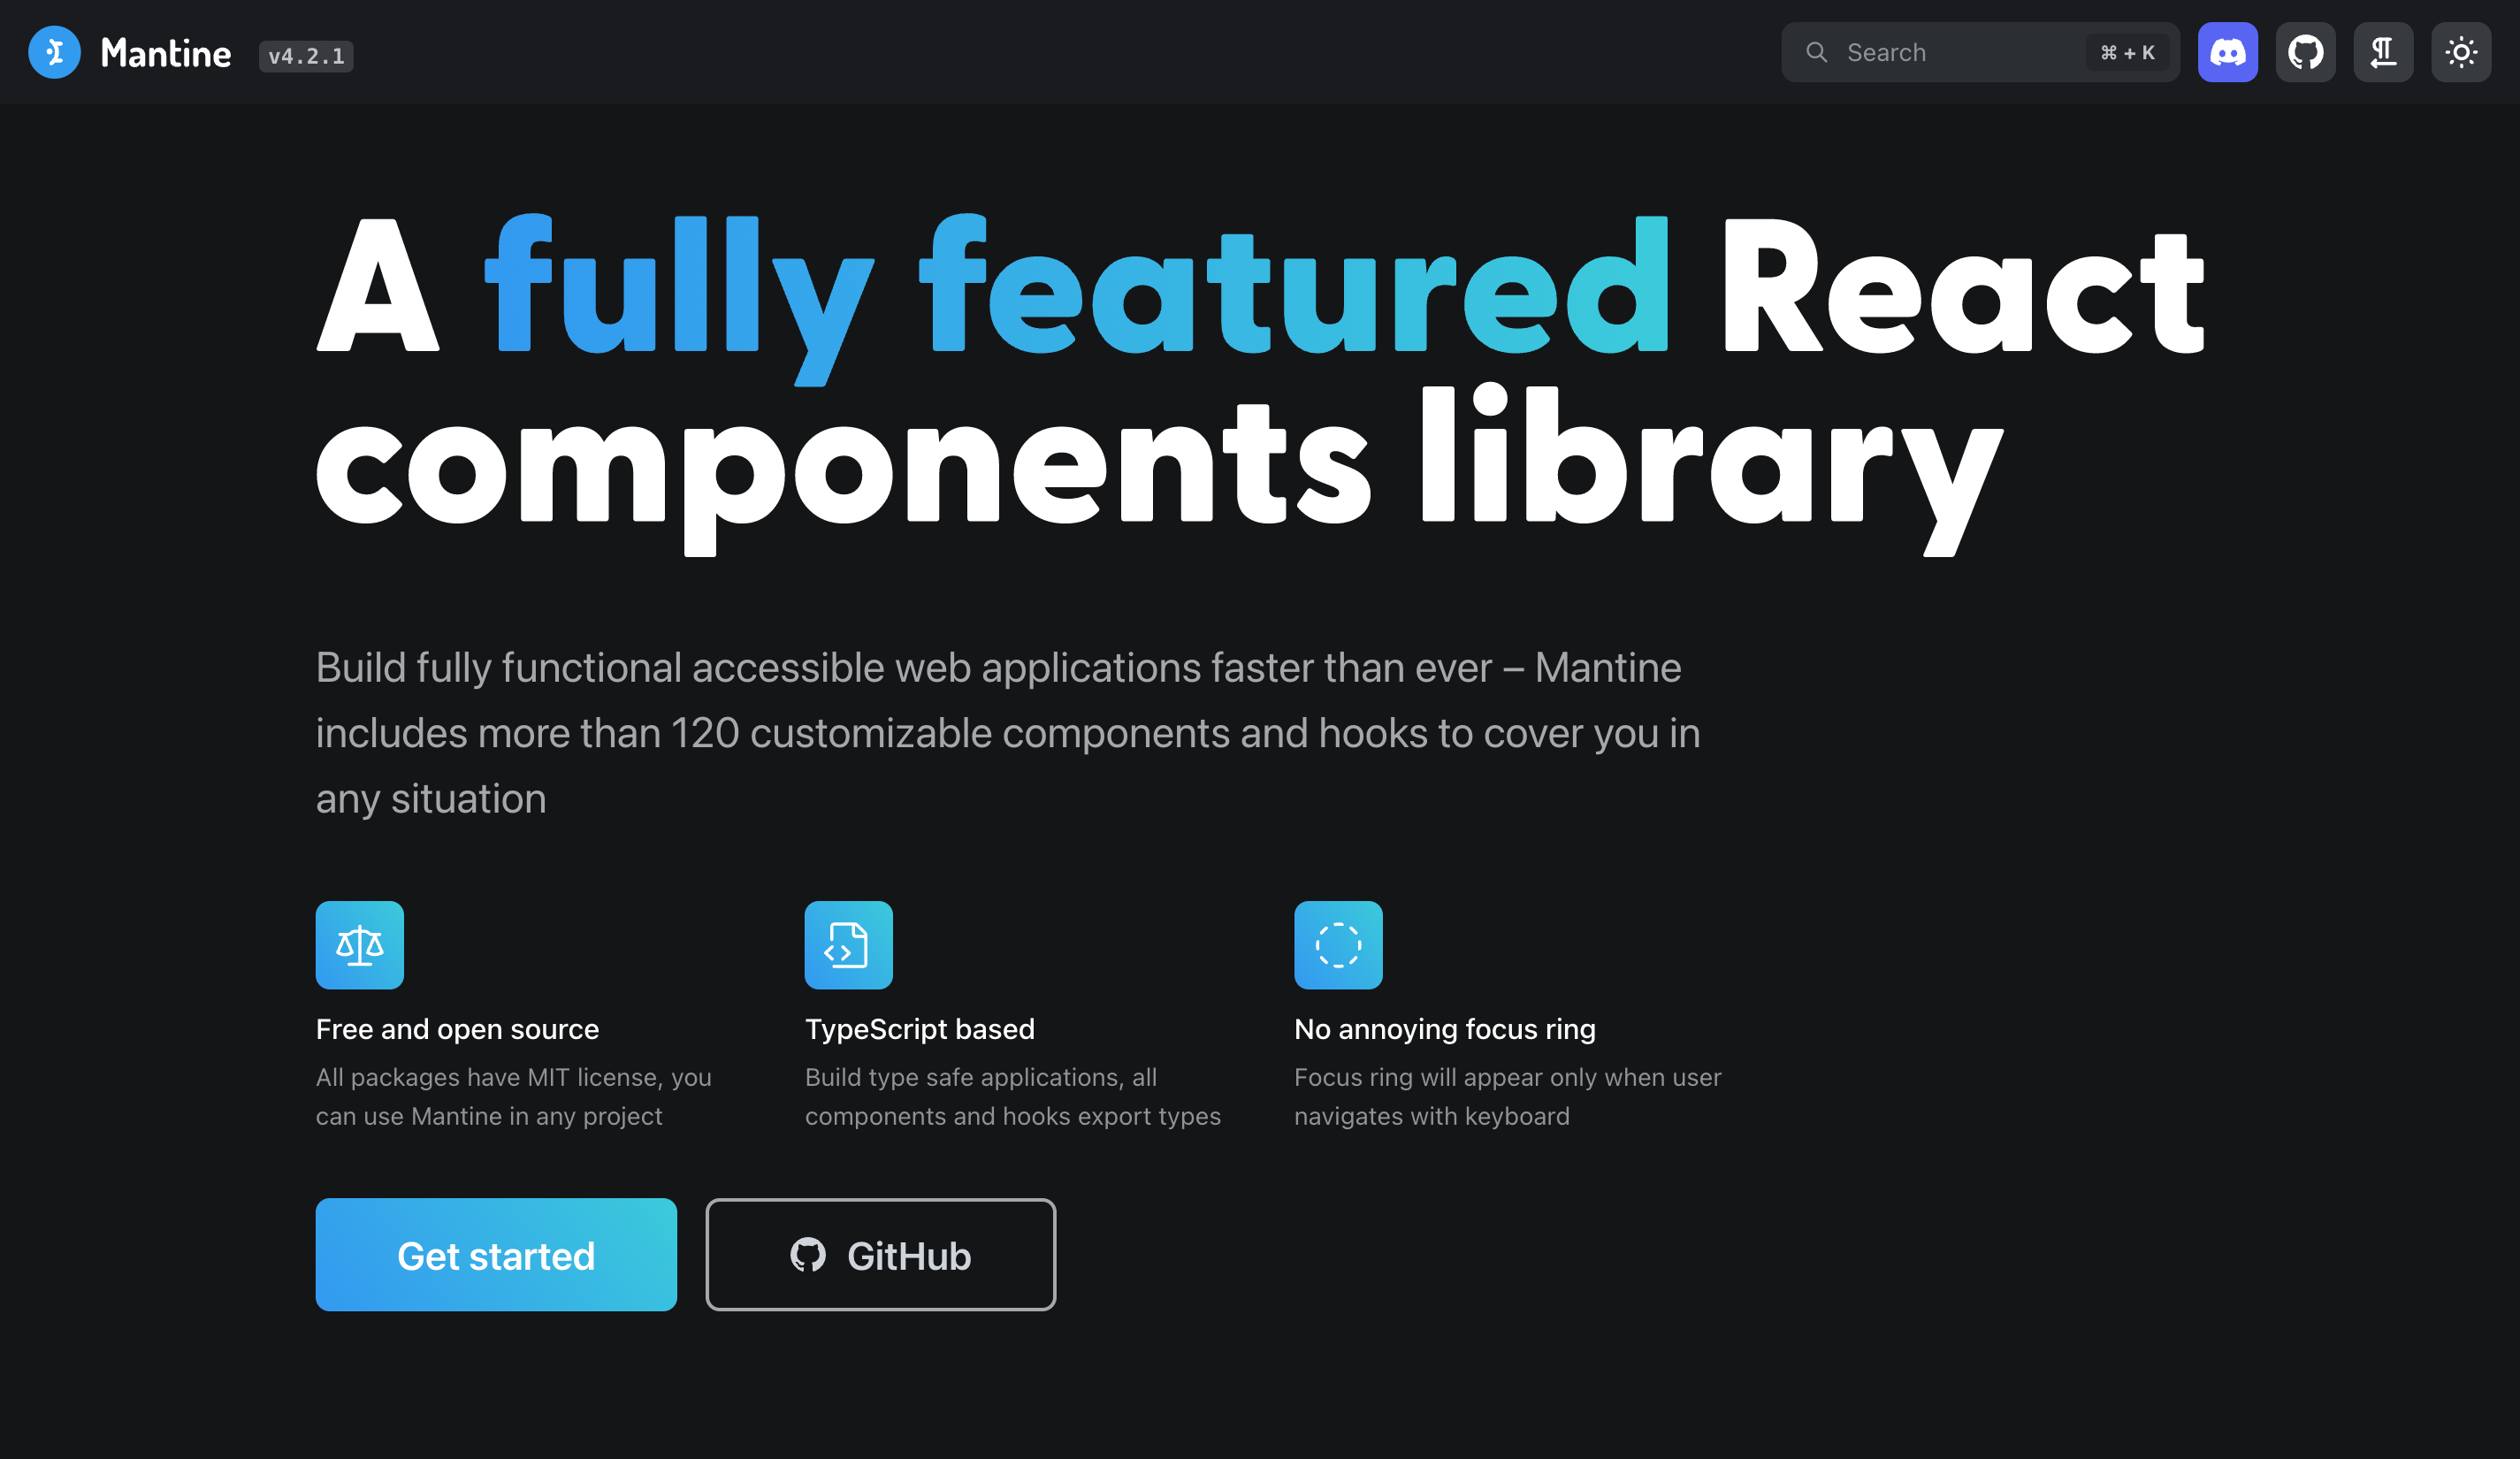 Mantine v4.2.1 Search ⌘ + K
A fully featured React
components library
Build fully functional accessible web applications faster than ever – Mantine
includes more than 120 customizable components and hooks to cover you in
any situation
Free and open source
All packages have MIT license, you
can use Mantine in any project
TypeScript based
Build type safe applications, all
components and hooks export types
No annoying focus ring
Focus ring will appear only when user
navigates with keyboard
Get started
GitHub